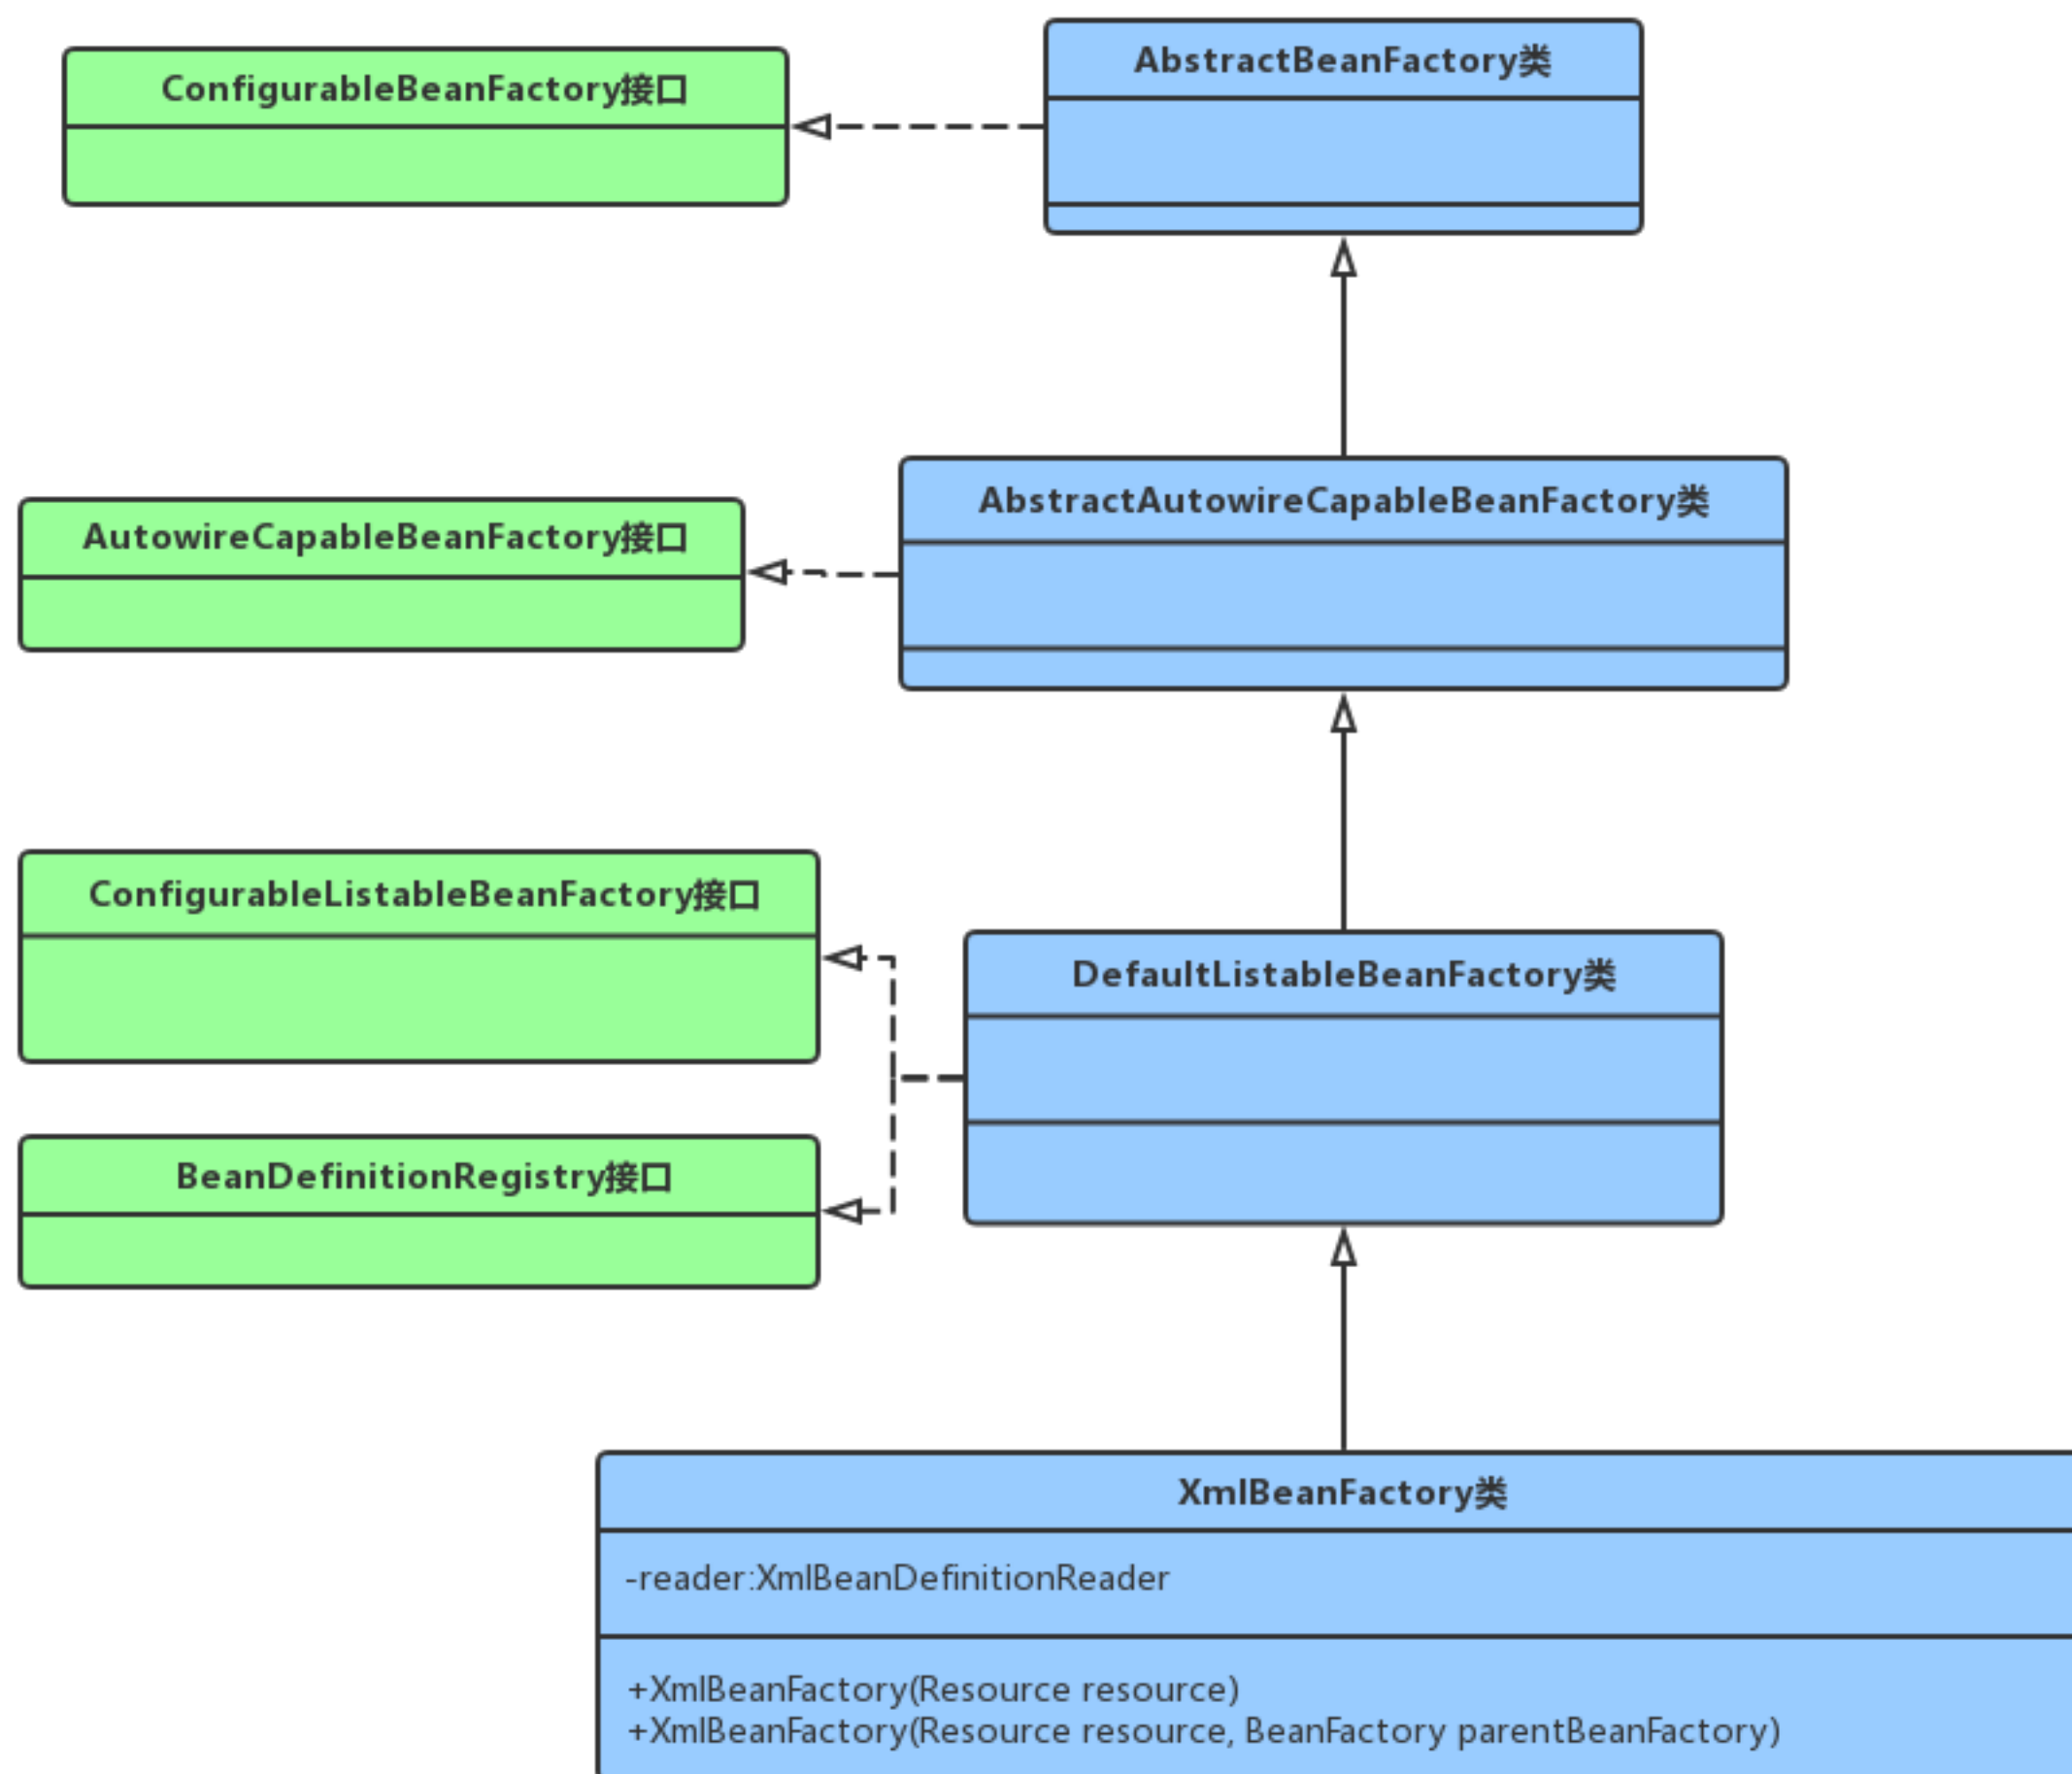 AbstractBeanFactory类
ConfigurableBeanFactory接口
AbstractAutowireCapableBeanFactory类
AutowireCapableBeanFactory接口
ConfigurableListableBeanFactory接口
DefaultListableBeanFactory类
BeanDefinitionRegistry接口
XmlBeanFactory类
-reader:XmlBeanDefinitionReader
+XmlBeanFactory(Resource resource)
+XmlBeanFactory(Resource resource, BeanFactory parentBeanFactory)